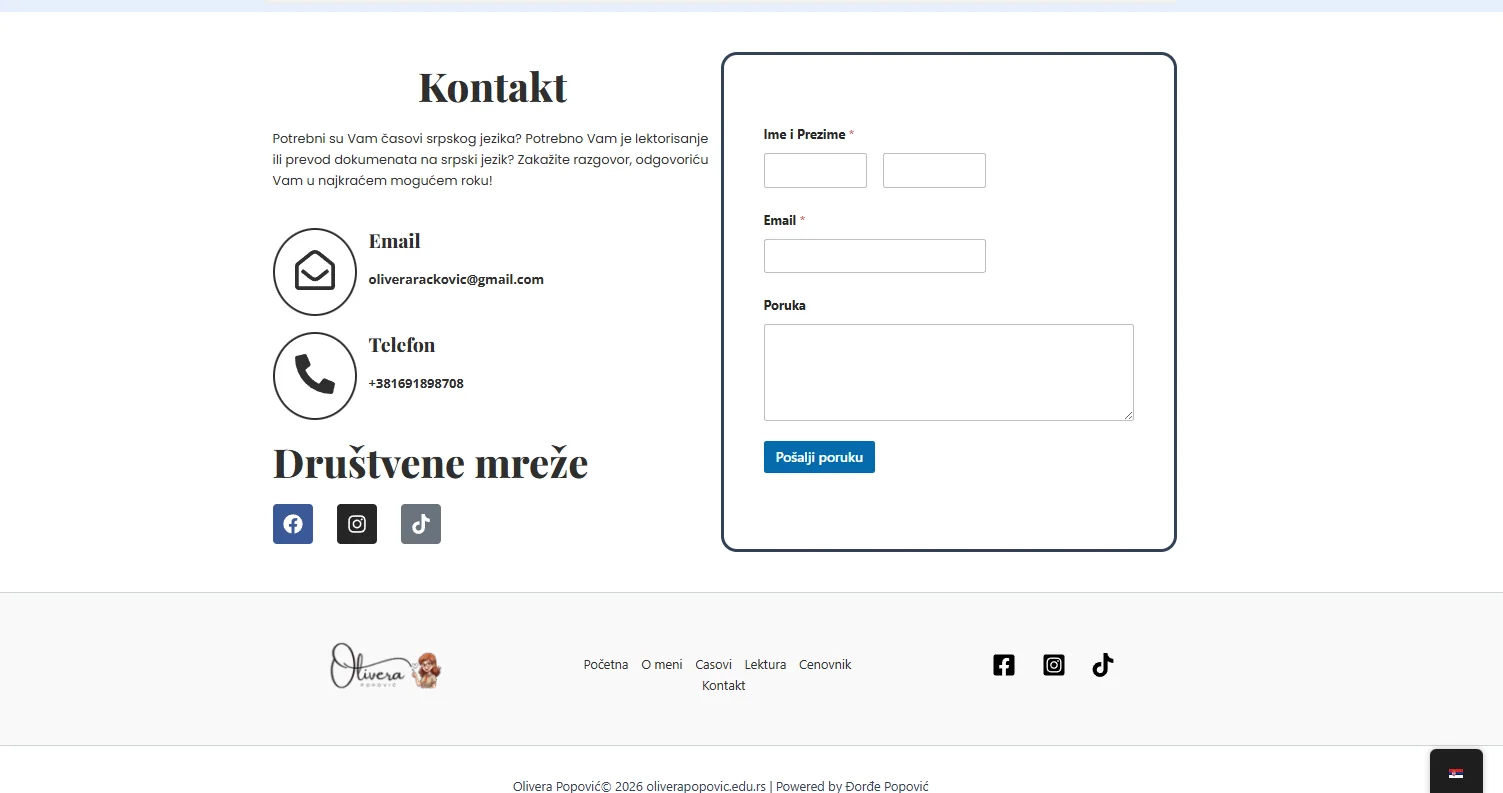 Kontakt
Potrebni su Vam časovi srpskog jezika? Potrebno Vam je lektorisanje
ili prevod dokumenata na srpski jezik? Zakažite razgovor, odgovoriću
Vam u najkraćem mogućem roku!
Email
oliverarackovic@gmail.com
Telefon
+381691898708
Društvene mreže
Ime i Prezime *
Email *
Poruka
Pošalji poruku
Olivera
POPOVIĆ
Početna O meni Casovi Lektura Cenovnik
Kontakt
Olivera Popović© 2026 oliverapopovic.edu.rs | Powered by Đorđe Popović